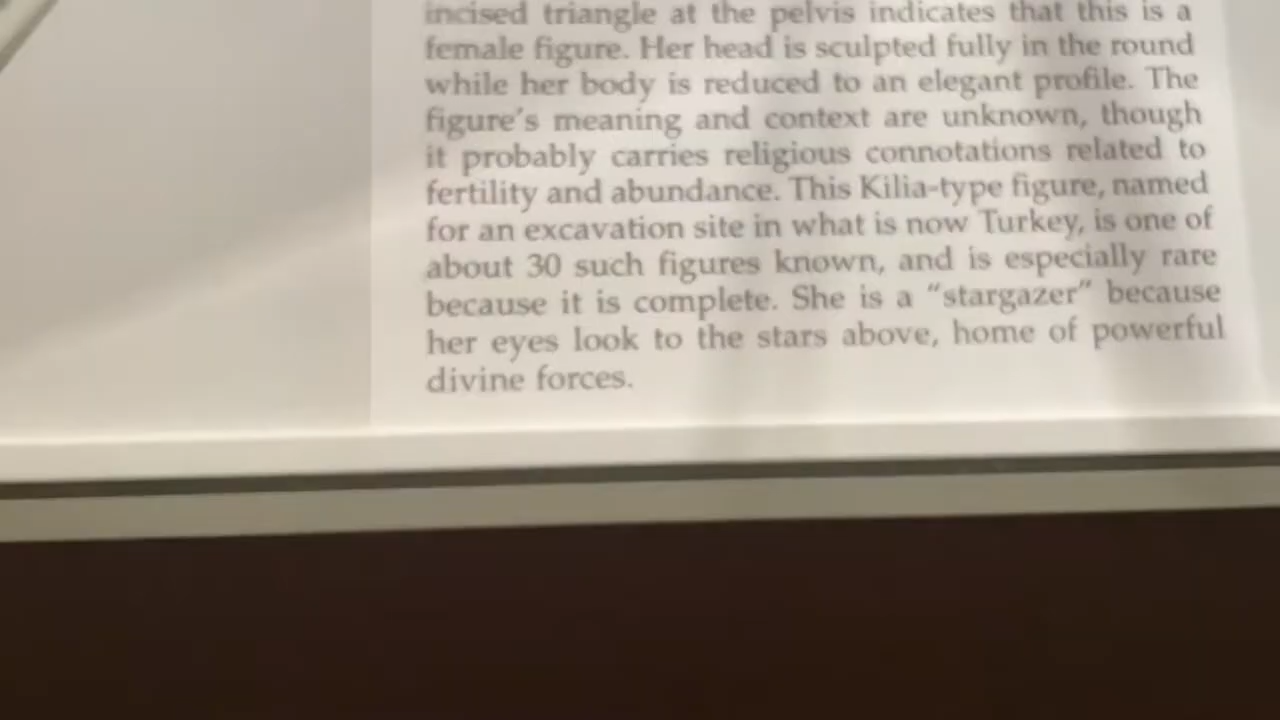 incised triangle at the pelvis indicates that this is a
female figure. Her head is sculpted fully in the round
while her body is reduced to an elegant profile. The
figure's meaning and context are unknown, though
it probably carries religious connotations related to
fertility and abundance. This Kilia-type figure, named
for an excavation site in what is now Turkey, is one of
about 30 such figures known, and is especially rare
because it is complete. She is a "stargazer" because
her eyes look to the stars above, home of powerful
divine forces.